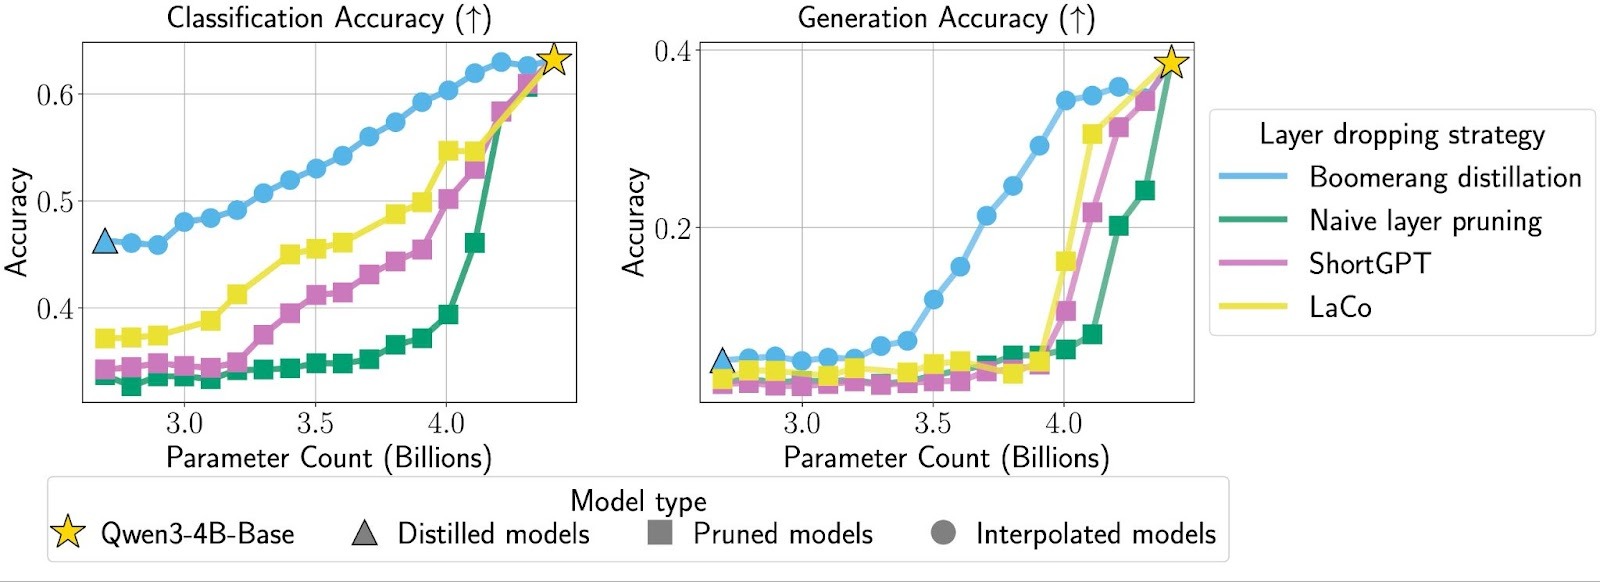 Classification Accuracy (↑)
Accuracy
0.6
0.5
0.4
3.0 3.5 4.0
Parameter Count (Billions)
Generation Accuracy (↑)
Accuracy
0.4
0.2
3.0 3.5 4.0
Parameter Count (Billions)
Layer dropping strategy
Boomerang distillation
Naive layer pruning
ShortGPT
LaCo
Model type
Qwen3-4B-Base Distilled models Pruned models Interpolated models